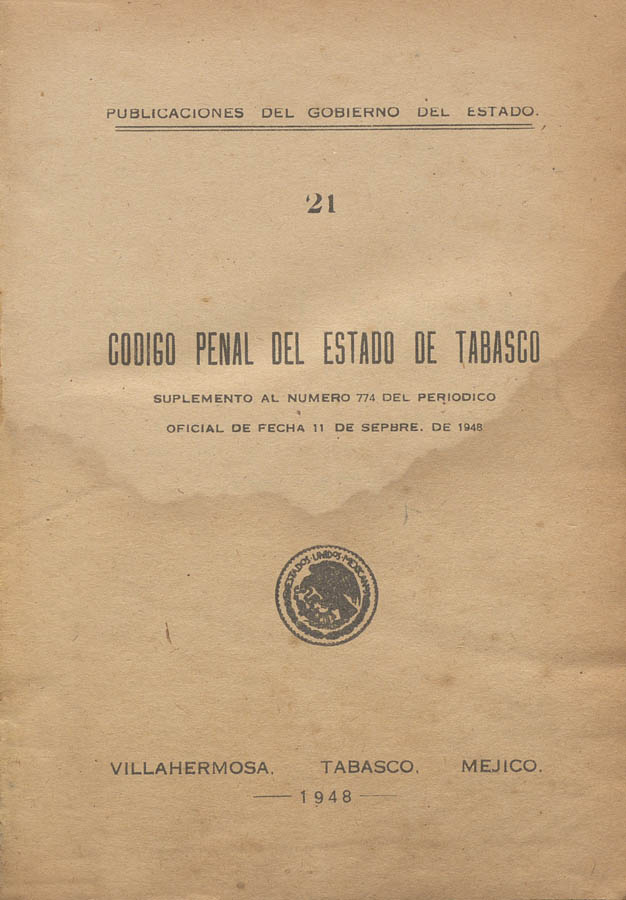 PUBLICACIONES DEL GOBIERNO DEL ESTADO.
21
CODIGO PENAL DEL ESTADO DE TABASCO
SUPLEMENTO AL NUMERO 774 DEL PERIODICO
OFICIAL DE FECHA 11 DE SEPBRE. DE 1948
ESTADOS UNIDOS MEXICANOS
VILLAHERMOSA, TABASCO, MEJICO.
1948